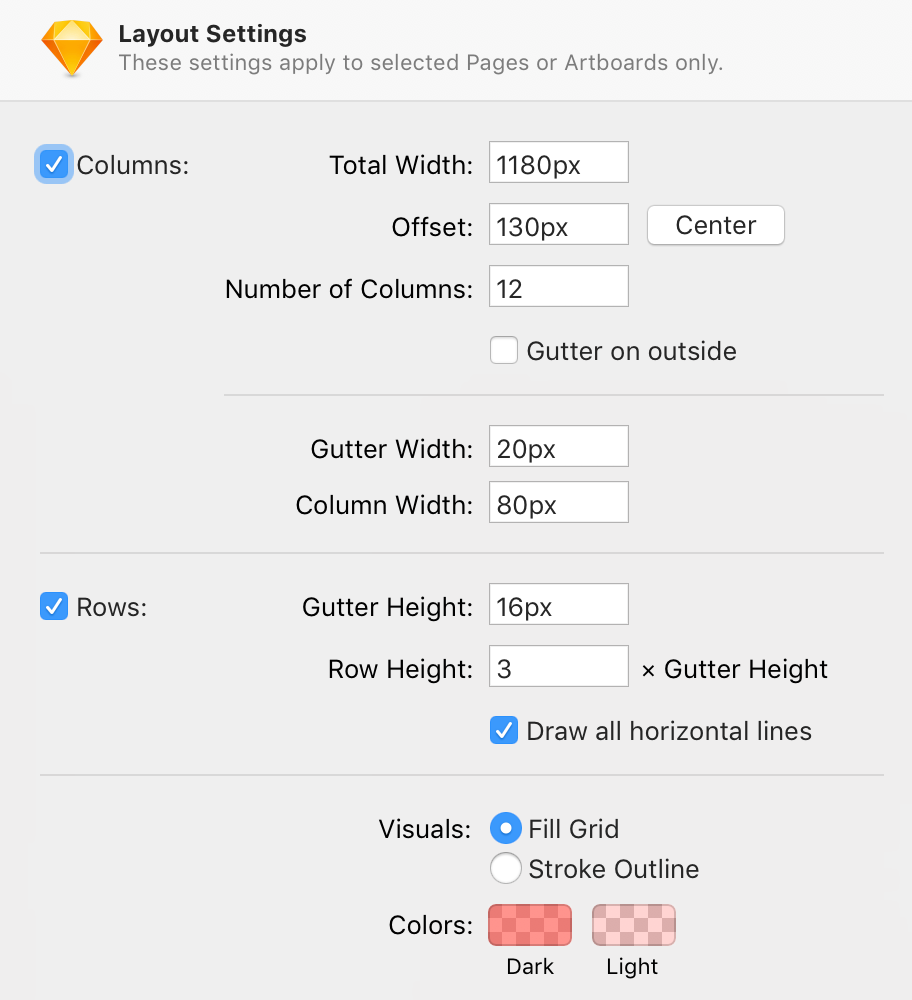 Layout Settings
These settings apply to selected Pages or Artboards only.
Columns: Total Width: 1180px
Offset: 130px Center
Number of Columns: 12
Gutter on outside
Gutter Width: 20px
Column Width: 80px
Rows: Gutter Height: 16px
Row Height: 3 × Gutter Height
Draw all horizontal lines
Visuals: Fill Grid
Stroke Outline
Colors:
Dark Light